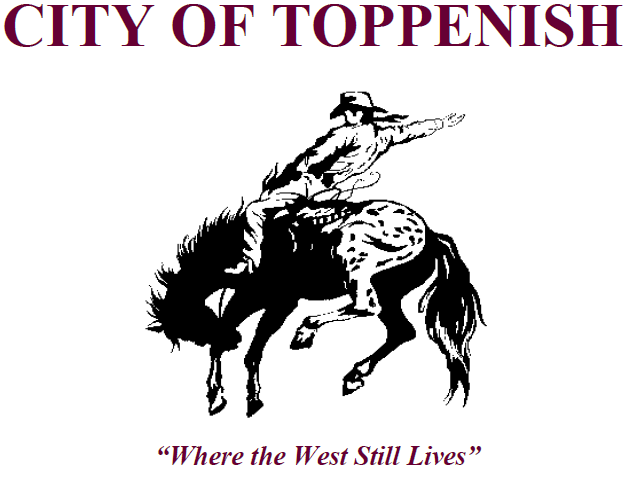 CITY OF TOPPENISH
“Where the West Still Lives”